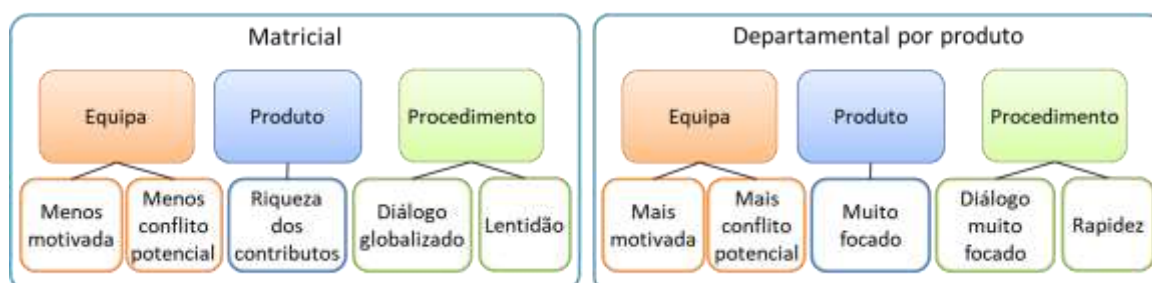 Matricial
Equipa
Produto
Procedimento
Menos
motivada
Menos
conflito
potencial
Riqueza
dos
contributos
Diálogo
globalizado
Lentidão
Departamental por produto
Equipa
Produto
Procedimento
Mais
motivada
Mais
conflito
potencial
Muito
focado
Diálogo
muito
focado
Rapidez